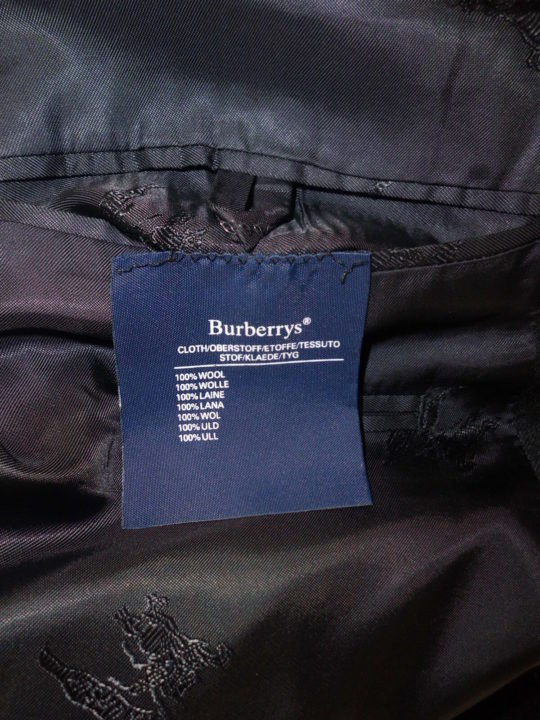 Burberrys®
CLOTH/OBERSTOFF/ETOFFE/TESSUTO
STOF/KLAEDE/TYG
100% WOOL
100% WOLLE
100% LAINE
100% LANA
100% WOL
100% ULD
100% ULL